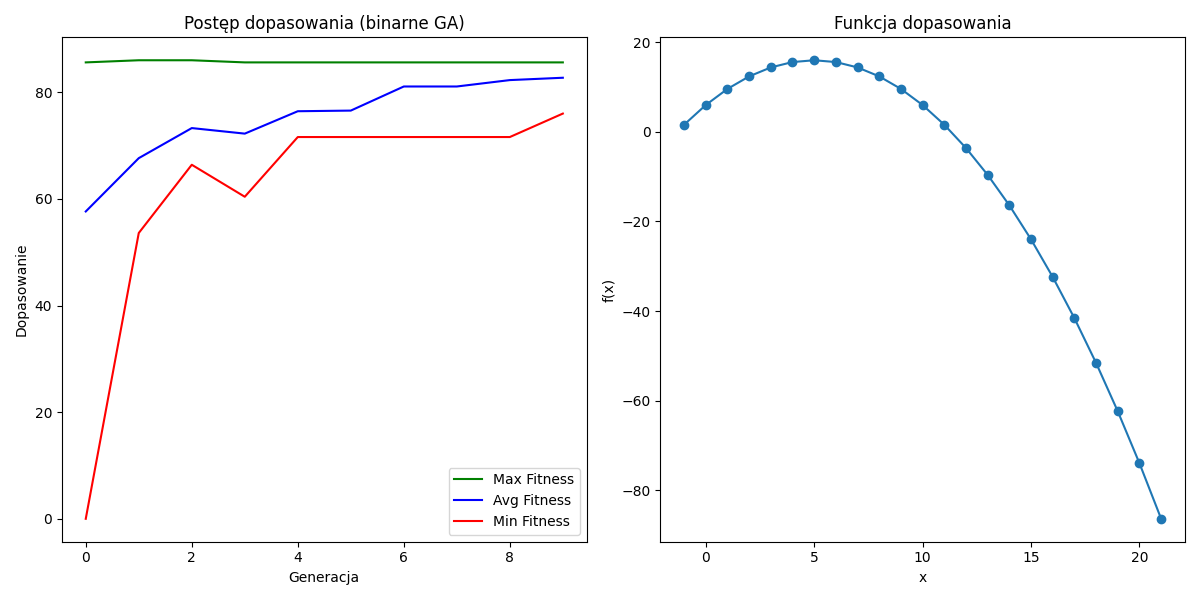 Postęp dopasowania (binarne GA)
Dopasowanie
80
60
40
20
0
0 2 4 6 8
Generacja
Max Fitness
Avg Fitness
Min Fitness
Funkcja dopasowania
f(x)
20
0
−20
−40
−60
−80
0 5 10 15 20
x